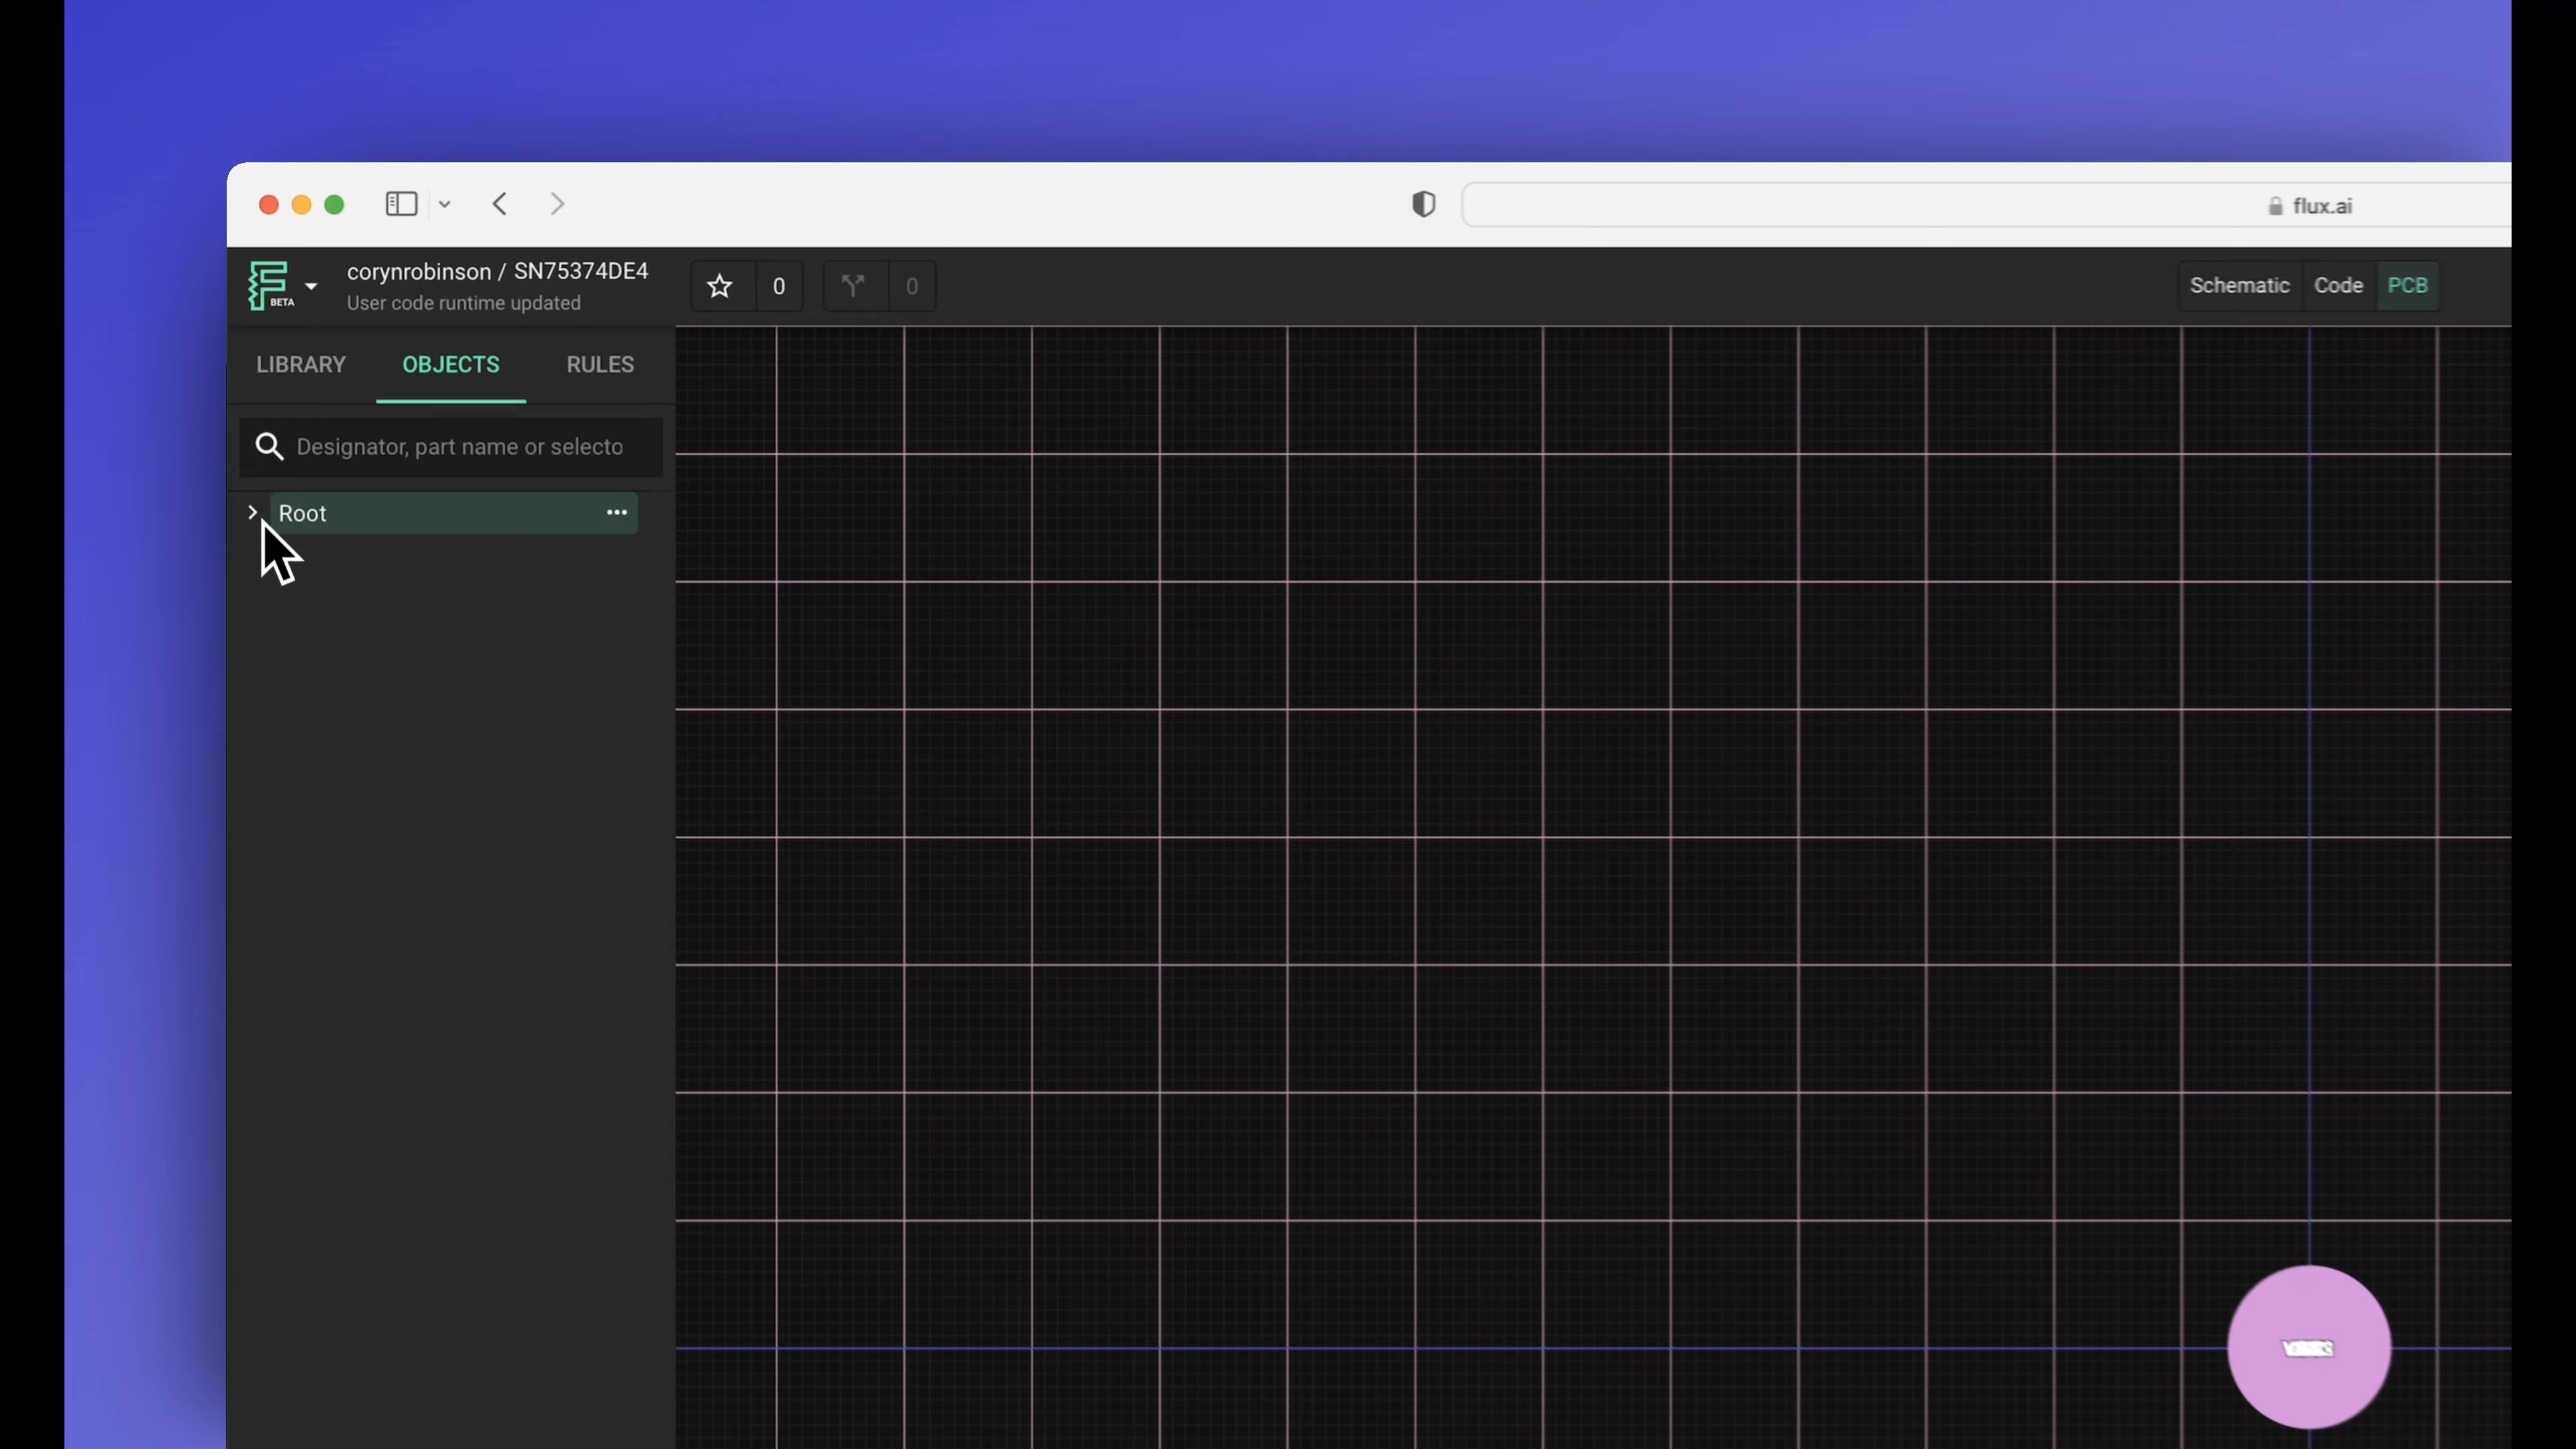 flux.ai
BETA
corynrobinson / SN75374DE4
User code runtime updated
0
0
Schematic
Code
PCB
LIBRARY
OBJECTS
RULES
Designator, part name or selecto
Root